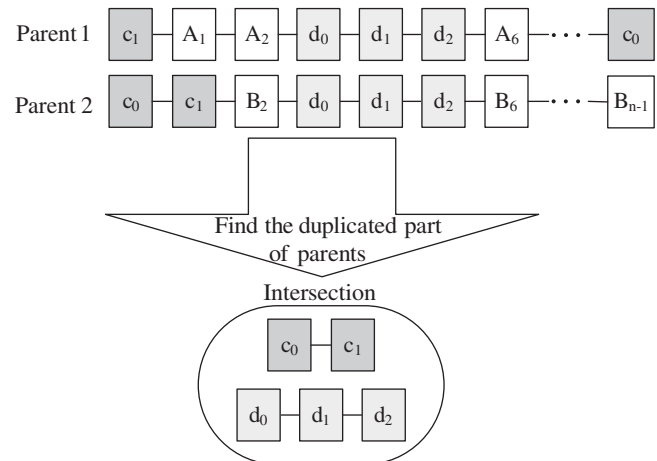 Parent 1 c₁ A₁ A₂ d₀ d₁ d₂ A₆ ··· c₀
Parent 2 c₀ c₁ B₂ d₀ d₁ d₂ B₆ ··· Bₙ₋₁
Find the duplicated part
of parents
Intersection
c₀ c₁
d₀ d₁ d₂